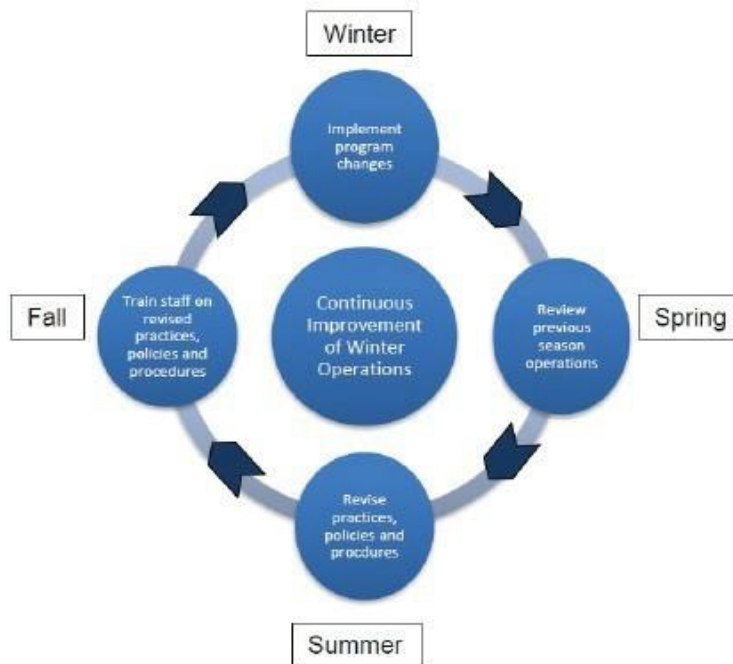 Winter
Implement
program
changes
Fall
Train staff on
revised
practices,
policies and
procedures
Continuous
Improvement
of Winter
Operations
Review
previous
season
operations
Spring
Revise
practices,
policies and
procdures
Summer